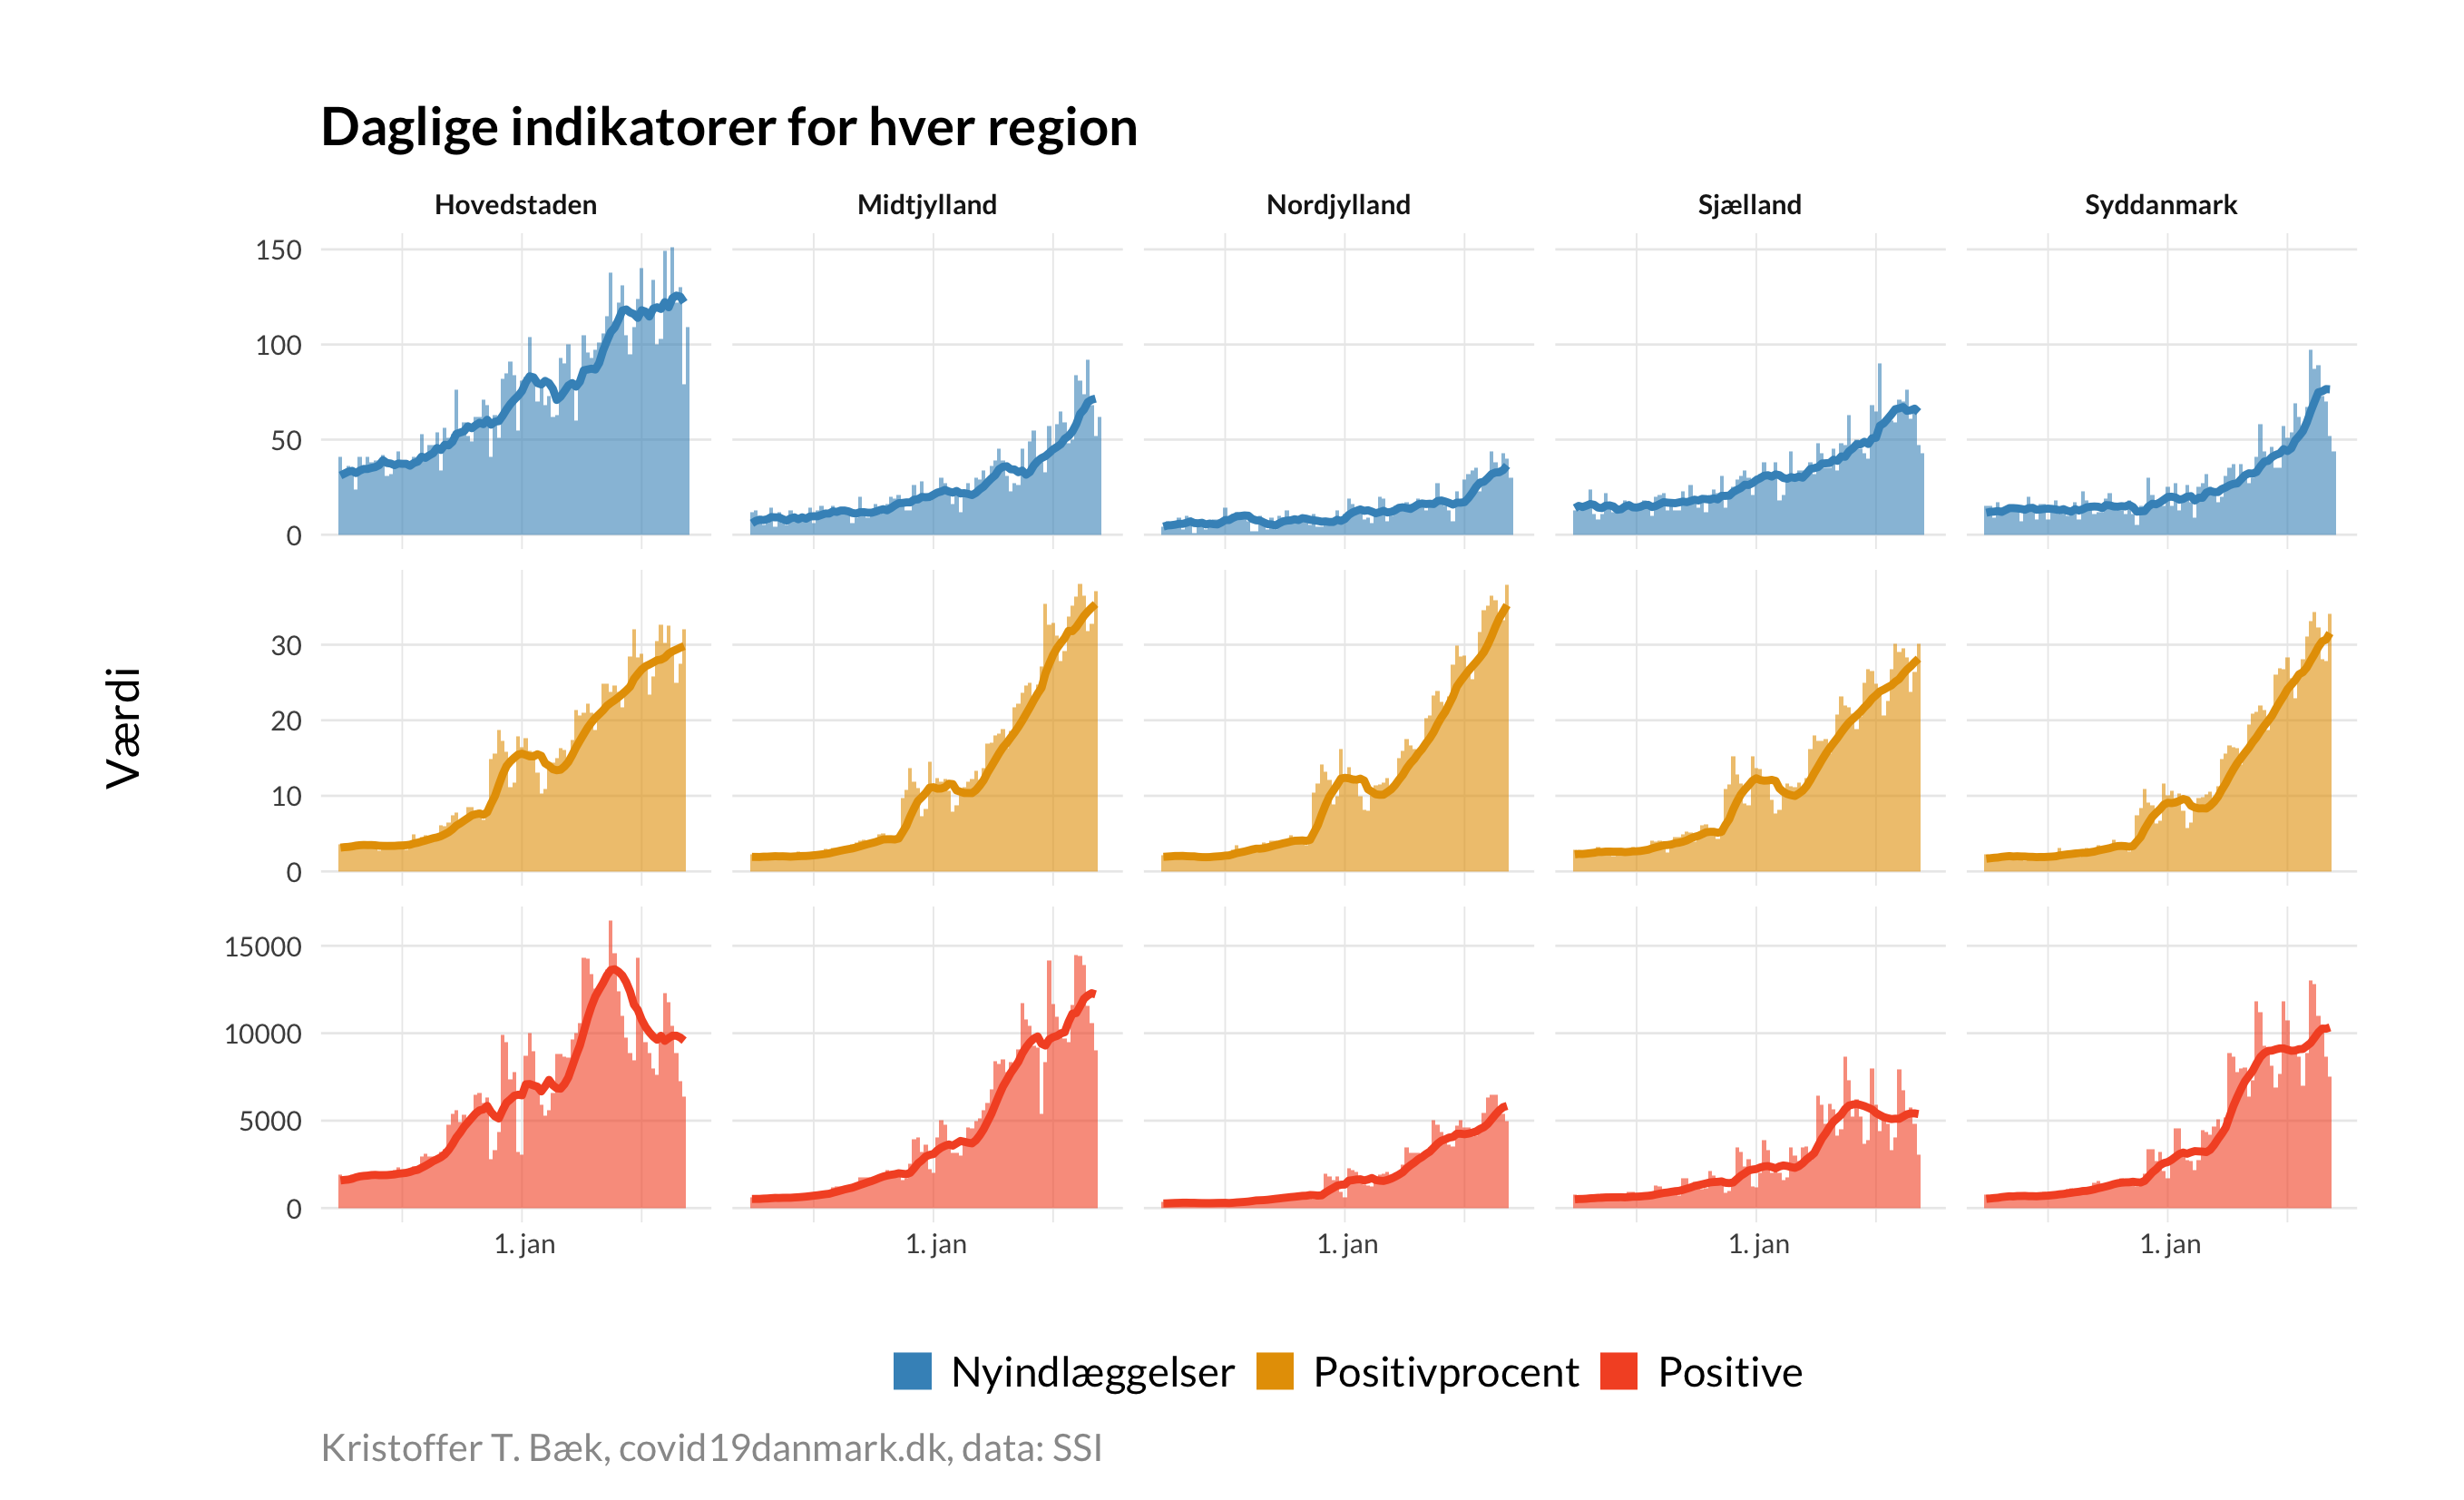 Daglige indikatorer for hver region
Hovedstaden Midtjylland Nordjylland Sjælland Syddanmark
150
100
50
0
30
20
10
0
Værdi
15000
10000
5000
0
1. jan 1. jan 1. jan 1. jan 1. jan
Nyindlæggelser Positivprocent Positive
Kristoffer T. Bæk, covid19danmark.dk, data: SSI